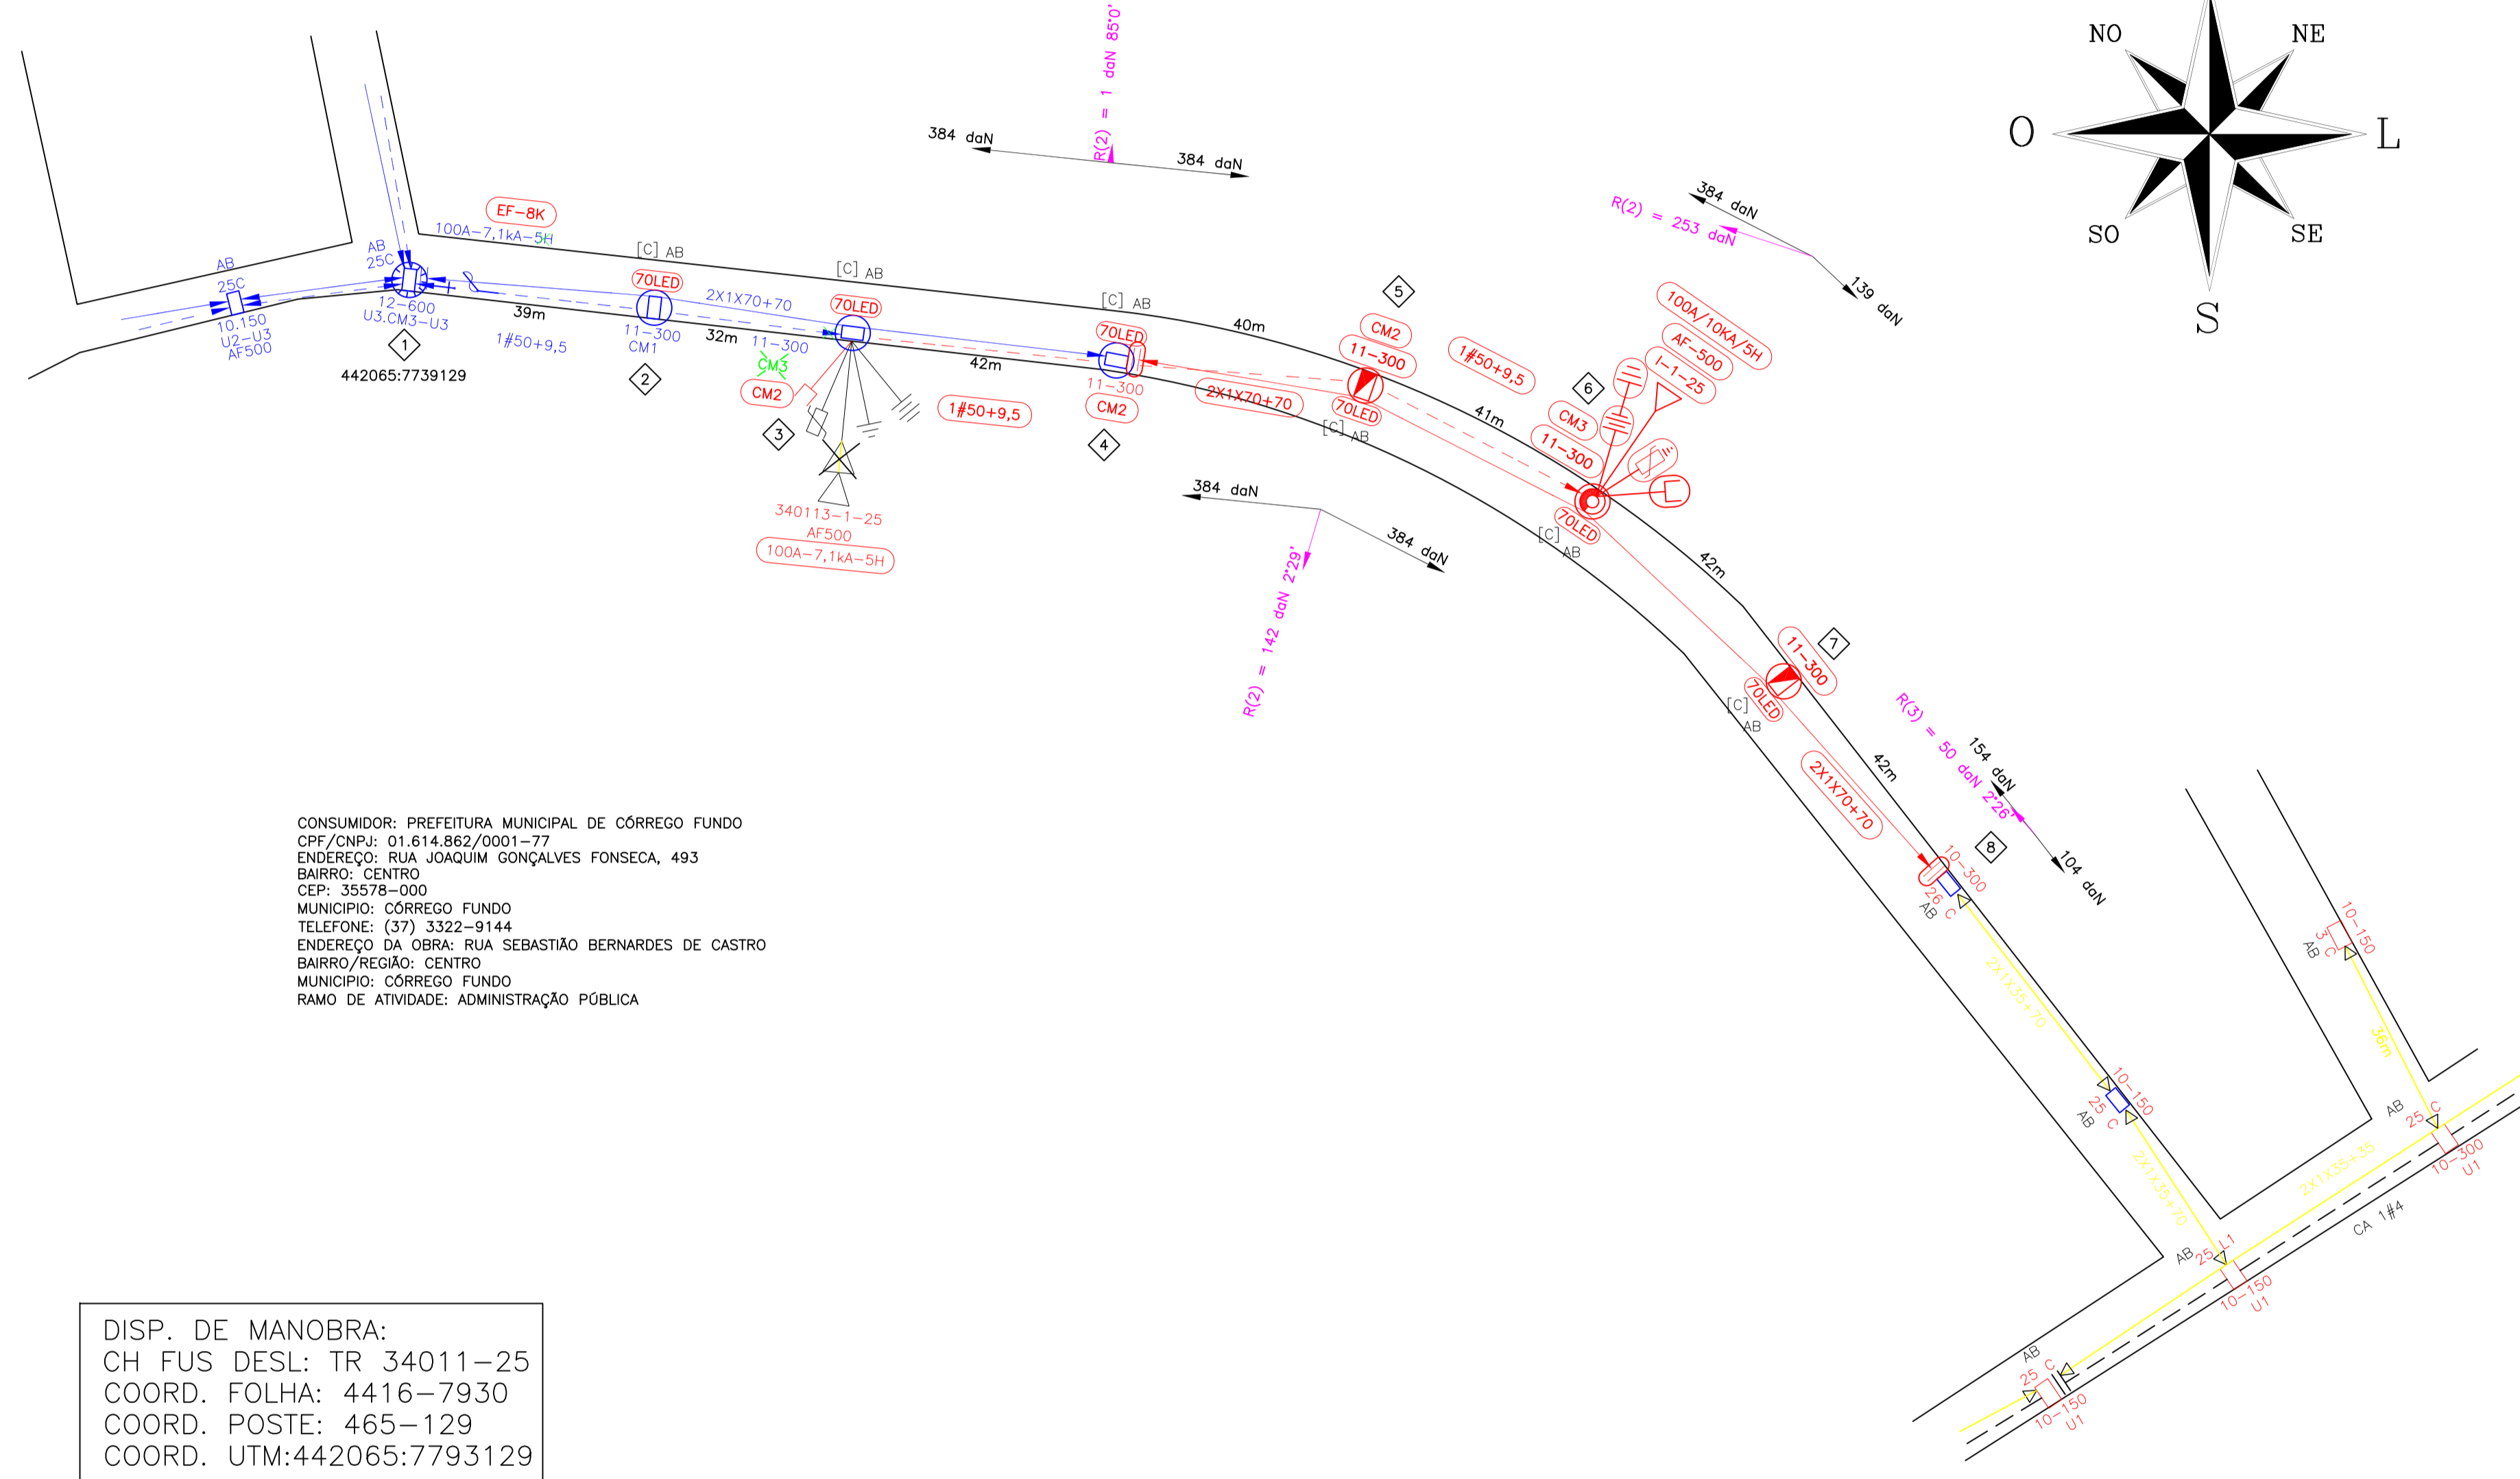 NO
NE
O
L
SO
SE
S
R(2) = 1 daN 85°0'
384 daN
384 daN
384 daN
R(2) = 253 daN
139 daN
EF-8K
100A-7,1kA-5H
AB
25C
AB
25C
10.150
U2-U3
AF500
12-600
U3.CM3-U3
1
442065:7739129
39m
1#50+9,5
[C] AB
70LED
11-300
CM1
2
2X1X70+70
32m
[C] AB
70LED
11-300
CM3
CM2
3
340113-1-25
AF500
100A-7,1kA-5H
42m
1#50+9,5
[C] AB
70LED
11-300
CM2
4
40m
2X1X70+70
5
CM2
11-300
70LED
[C] AB
1#50+9,5
41m
6
100A/10KA/5H
AF-500
I-1-25
CM3
11-300
70LED
[C] AB
384 daN
384 daN
R(2) = 142 daN 2°29'
42m
7
11-300
70LED
[C]
AB
42m
2X1X70+70
R(3) = 50 daN 2°26'
154 daN
104 daN
8
10-300
26 C
AB
2X1X35+70
10-150
25 C
AB
2X1X35+70
10-150
3 C
AB
36m
AB
25 C
10-300
U1
2X1X35+35
CA 1#4
AB
25 L1
10-150
U1
AB
25 C
10-150
U1
CONSUMIDOR: PREFEITURA MUNICIPAL DE CÓRREGO FUNDO
CPF/CNPJ: 01.614.862/0001-77
ENDEREÇO: RUA JOAQUIM GONÇALVES FONSECA, 493
BAIRRO: CENTRO
CEP: 35578-000
MUNICIPIO: CÓRREGO FUNDO
TELEFONE: (37) 3322-9144
ENDEREÇO DA OBRA: RUA SEBASTIÃO BERNARDES DE CASTRO
BAIRRO/REGIÃO: CENTRO
MUNICIPIO: CÓRREGO FUNDO
RAMO DE ATIVIDADE: ADMINISTRAÇÃO PÚBLICA
DISP. DE MANOBRA:
CH FUS DESL: TR 34011-25
COORD. FOLHA: 4416-7930
COORD. POSTE: 465-129
COORD. UTM:442065:7793129